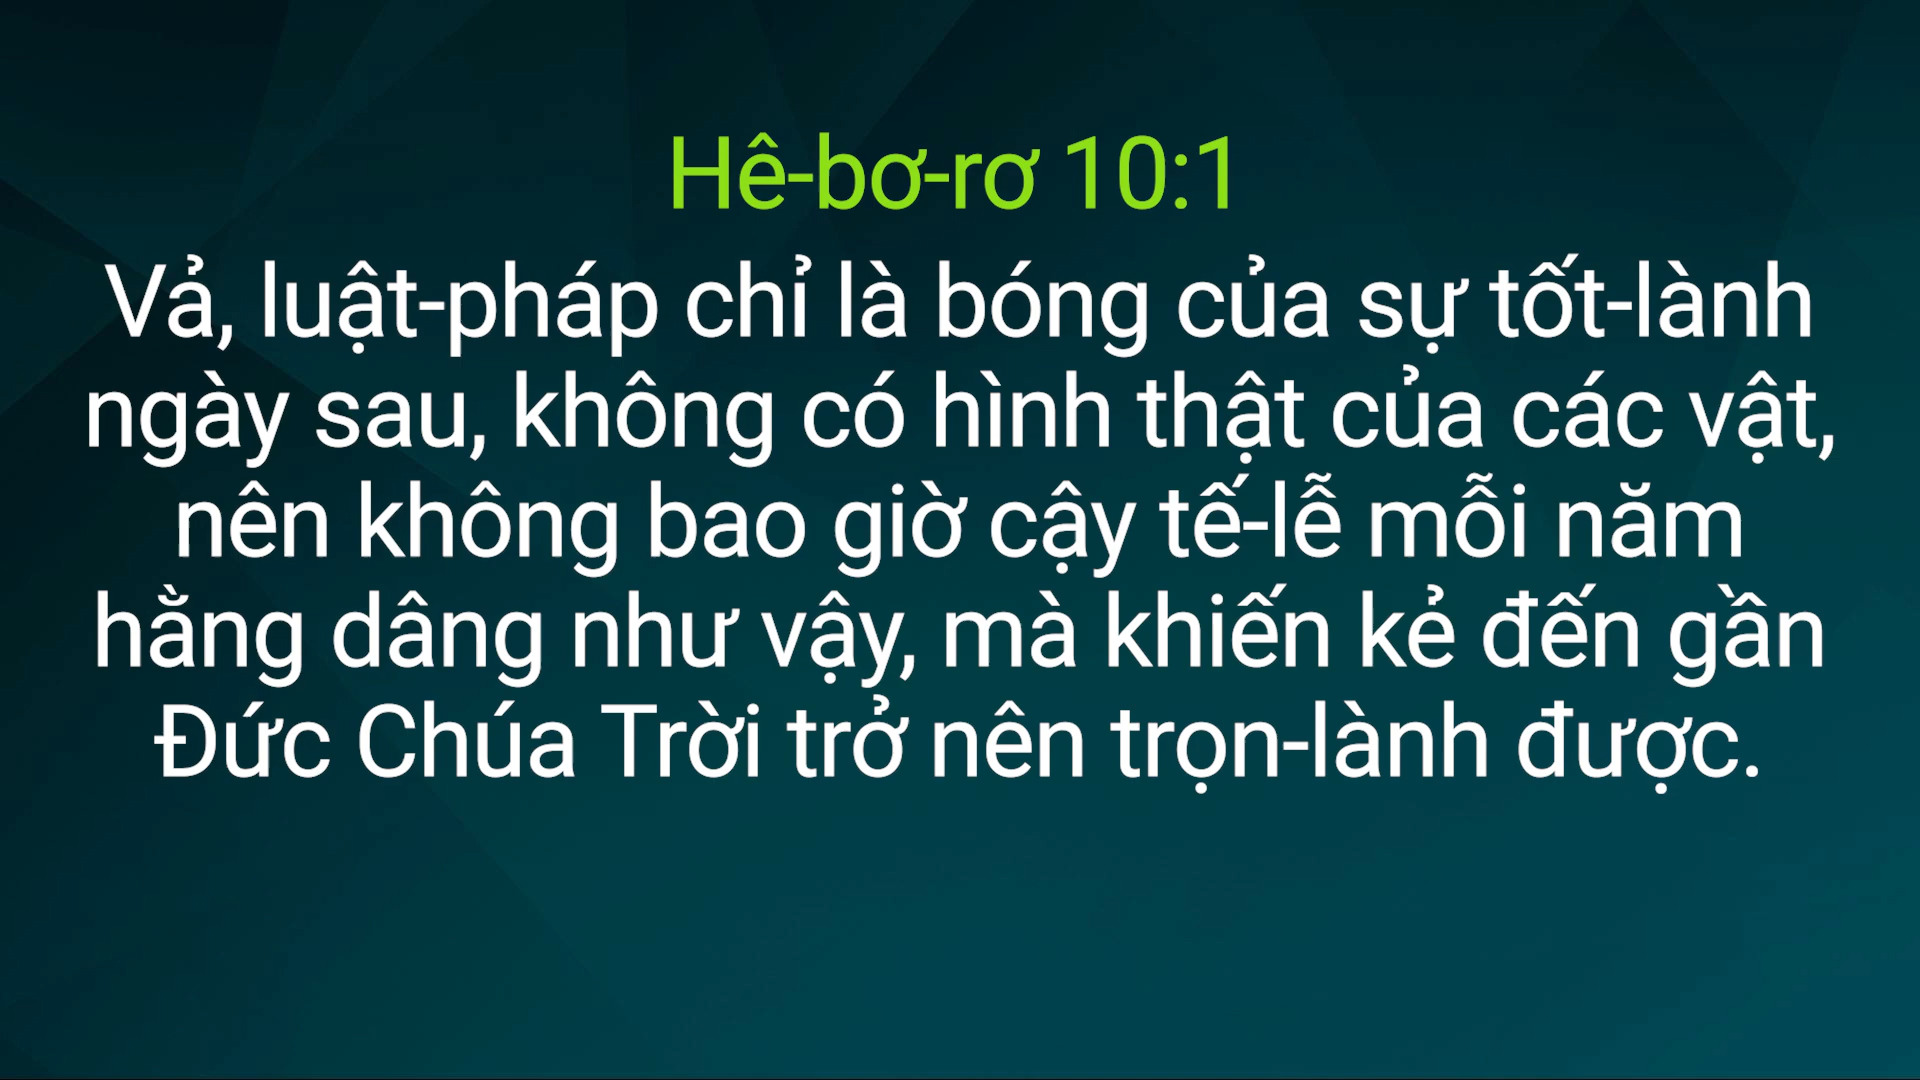 Hê-bơ-rơ 10:1
Vả, luật-pháp chỉ là bóng của sự tốt-lành
ngày sau, không có hình thật của các vật,
nên không bao giờ cậy tế-lễ mỗi năm
hằng dâng như vậy, mà khiến kẻ đến gần
Đức Chúa Trời trở nên trọn-lành được.